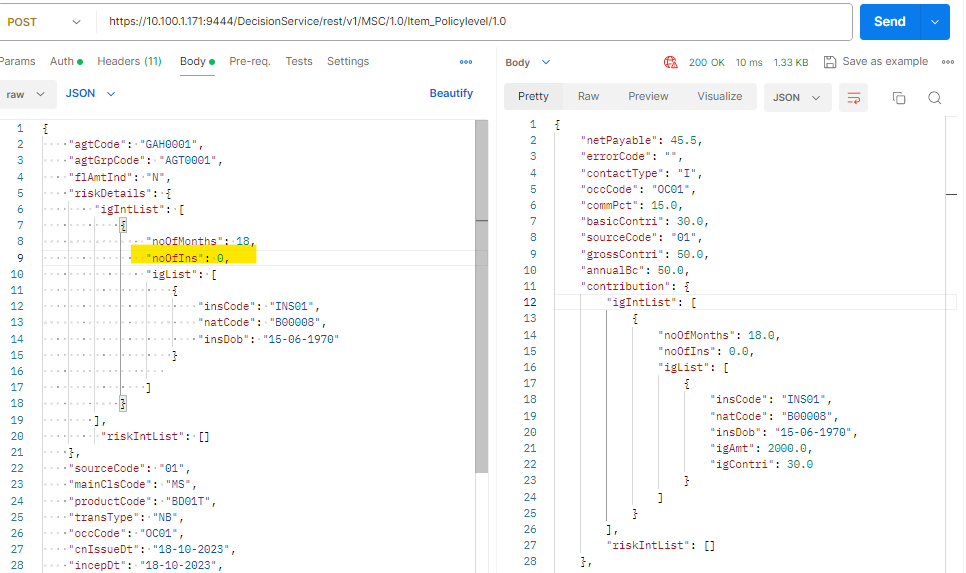 POST https://10.100.1.171:9444/DecisionService/rest/v1/MSC/1.0/Item_Policylevel/1.0 Send
Params Auth Headers (11) Body Pre-req. Tests Settings
raw JSON Beautify
1 {
2 "agtCode": "GAH0001",
3 "agtGrpCode": "AGT0001",
4 "flAmtInd": "N",
5 "riskDetails": {
6 "igIntList": [
7 {
8 "noOfMonths": 18,
9 "noOfIns": 0,
10 "igList": [
11 {
12 "insCode": "INS01",
13 "natCode": "B00008",
14 "insDob": "15-06-1970"
15 }
16
17 ]
18 }
19 ],
20 "riskIntList": []
21 },
22 "sourceCode": "01",
23 "mainClsCode": "MS",
24 "productCode": "BD01T",
25 "transType": "NB",
26 "occCode": "OC01",
27 "cnIssueDt": "18-10-2023",
28 "incepDt": "18-10-2023",
Body 200 OK 10 ms 1.33 KB Save as example
Pretty Raw Preview Visualize JSON
1 {
2 "netPayable": 45.5,
3 "errorCode": "",
4 "contactType": "I",
5 "occCode": "OC01",
6 "commPct": 15.0,
7 "basicContri": 30.0,
8 "sourceCode": "01",
9 "grossContri": 50.0,
10 "annualBc": 50.0,
11 "contribution": {
12 "igIntList": [
13 {
14 "noOfMonths": 18.0,
15 "noOfIns": 0.0,
16 "igList": [
17 {
18 "insCode": "INS01",
19 "natCode": "B00008",
20 "insDob": "15-06-1970",
21 "igAmt": 2000.0,
22 "igContri": 30.0
23 }
24 ]
25 }
26 ],
27 "riskIntList": []
28 },